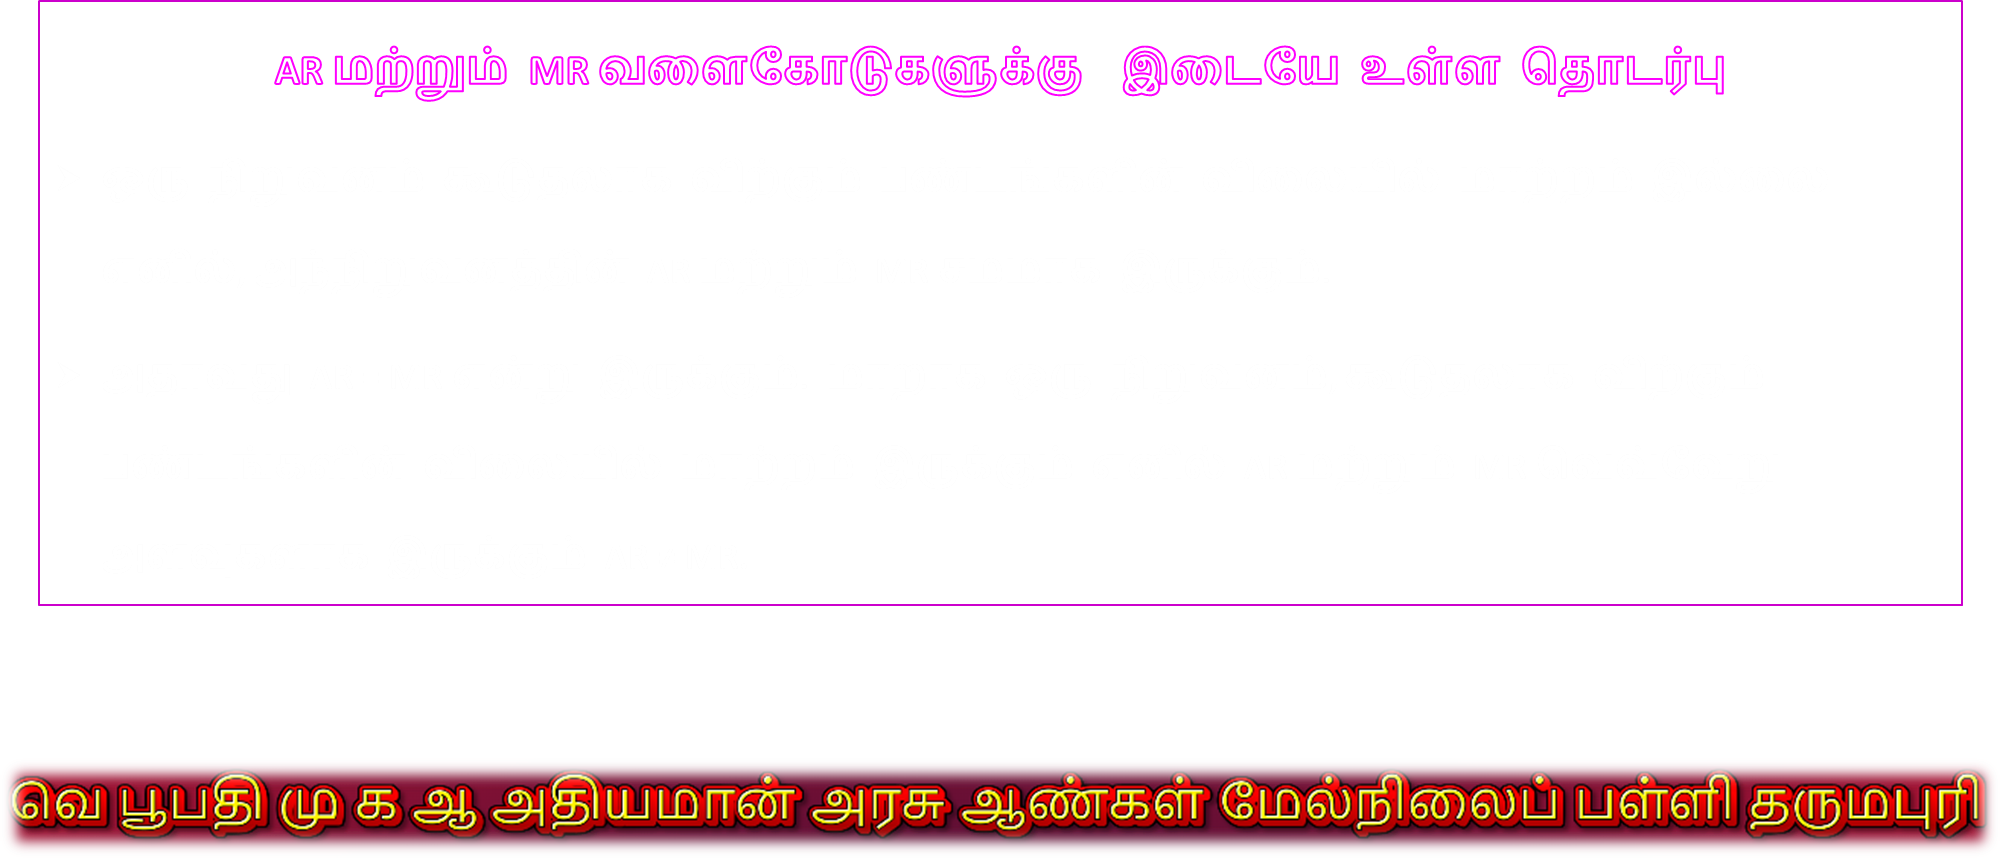 AR மற்றும் MR வளைகோடுகளுக்கு இடையே உள்ள தொடர்பு
வெ பூபதி மு க ஆ அதியமான் அரசு ஆண்கள் மேல்நிலைப் பள்ளி தருமபுரி